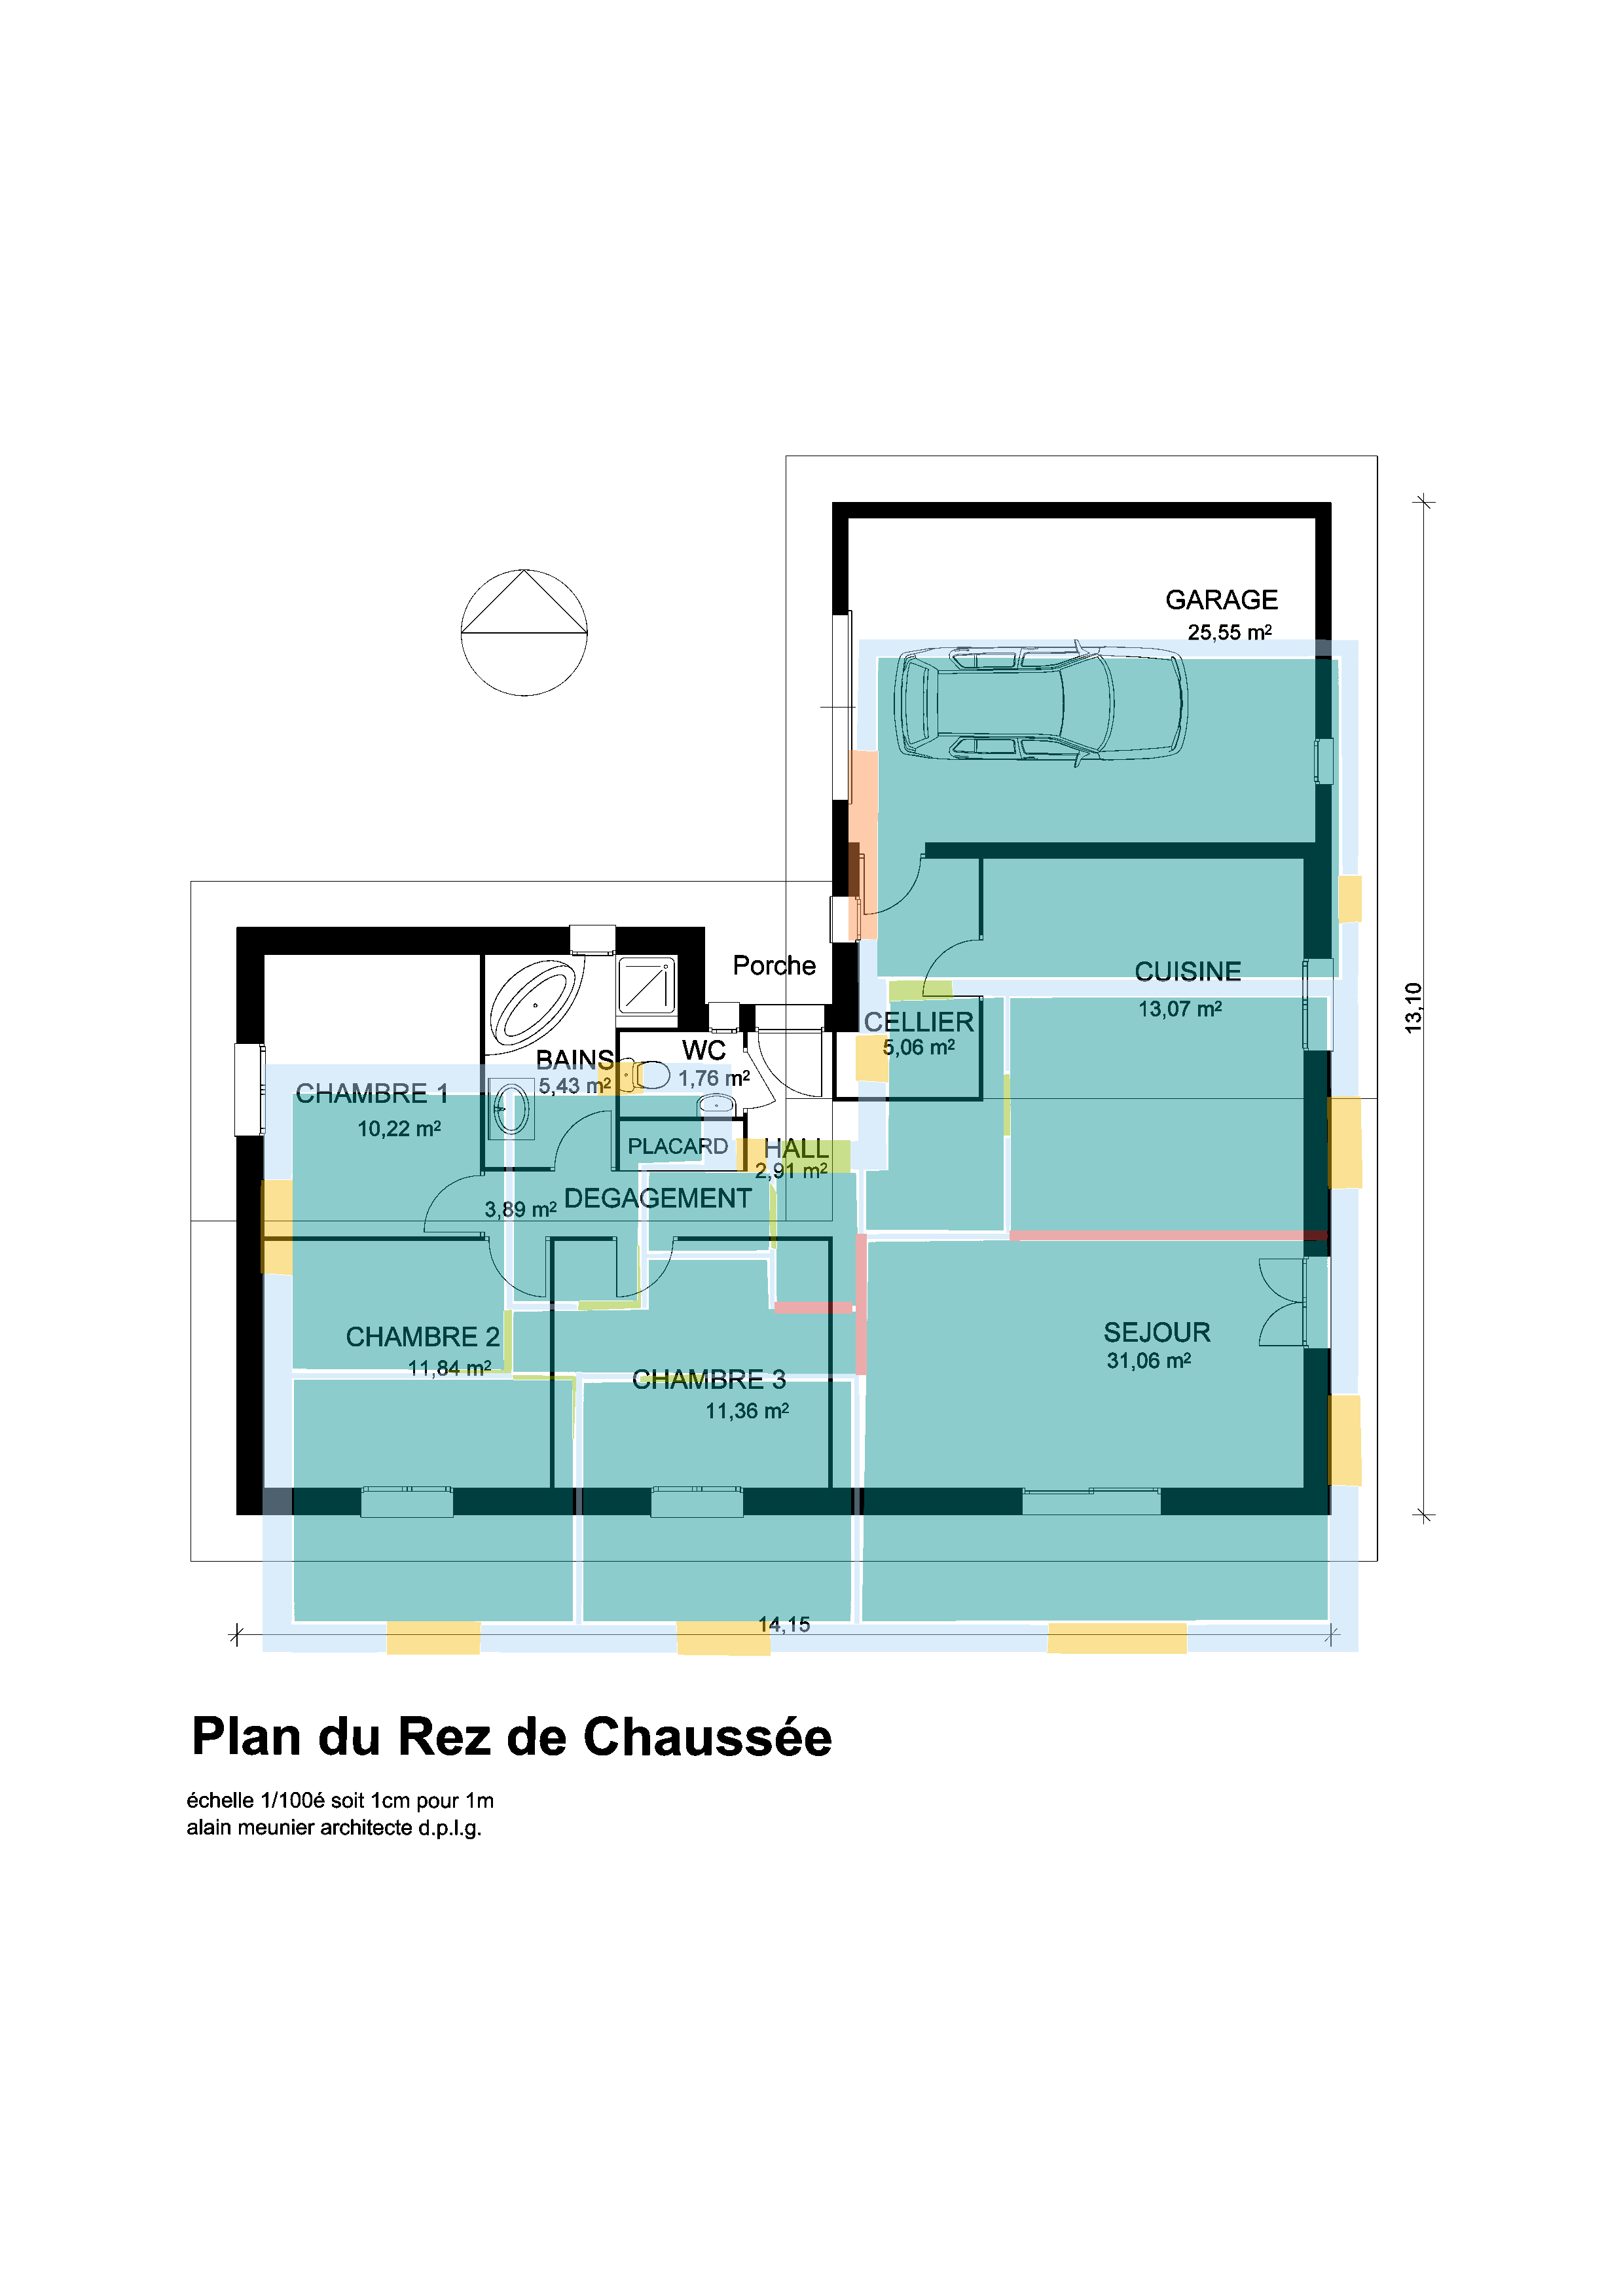 GARAGE
25,55 m²
Porche
CUISINE
13,07 m²
13,10
CELLIER
5,06 m²
WC
1,76 m²
BAINS
5,43 m²
CHAMBRE 1
10,22 m²
PLACARD
HALL
2,91 m²
DEGAGEMENT
3,89 m²
CHAMBRE 2
11,84 m²
SEJOUR
31,06 m²
CHAMBRE 3
11,36 m²
14,15
Plan du Rez de Chaussée
échelle 1/100é soit 1cm pour 1m
alain meunier architecte d.p.l.g.